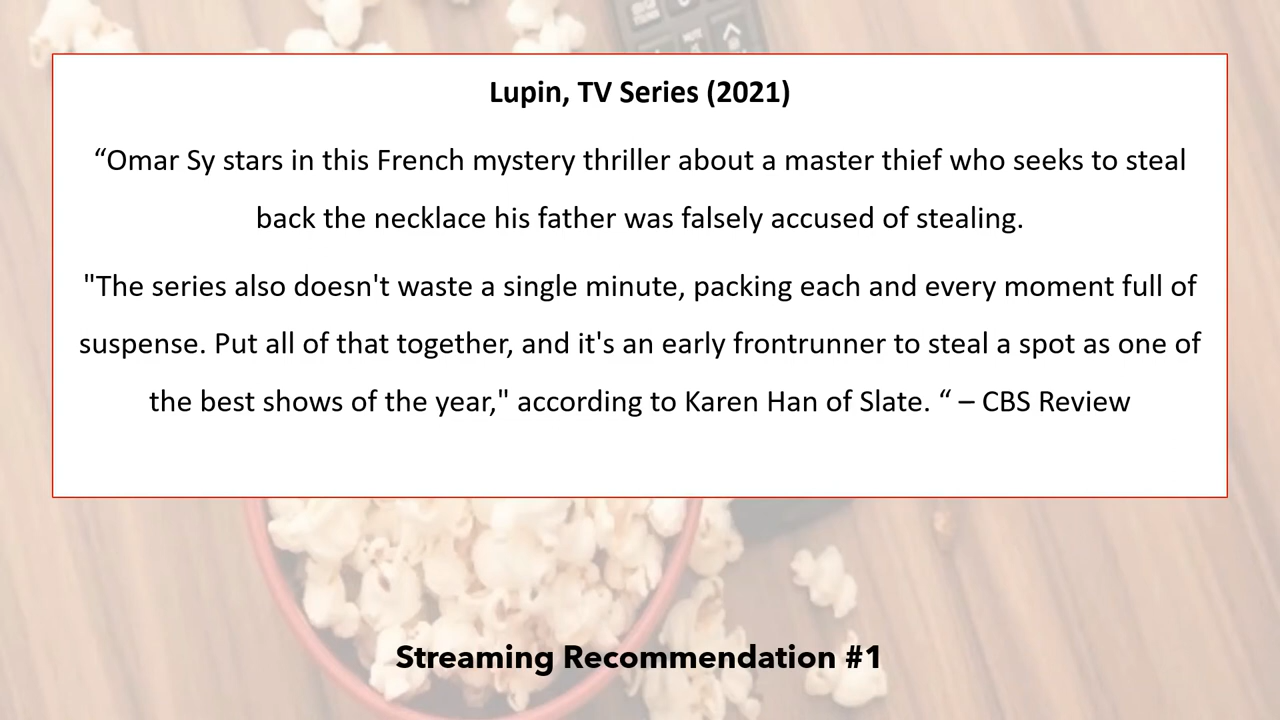 Lupin, TV Series (2021)
“Omar Sy stars in this French mystery thriller about a master thief who seeks to steal
back the necklace his father was falsely accused of stealing.
"The series also doesn't waste a single minute, packing each and every moment full of
suspense. Put all of that together, and it's an early frontrunner to steal a spot as one of
the best shows of the year," according to Karen Han of Slate. “ – CBS Review
Streaming Recommendation #1